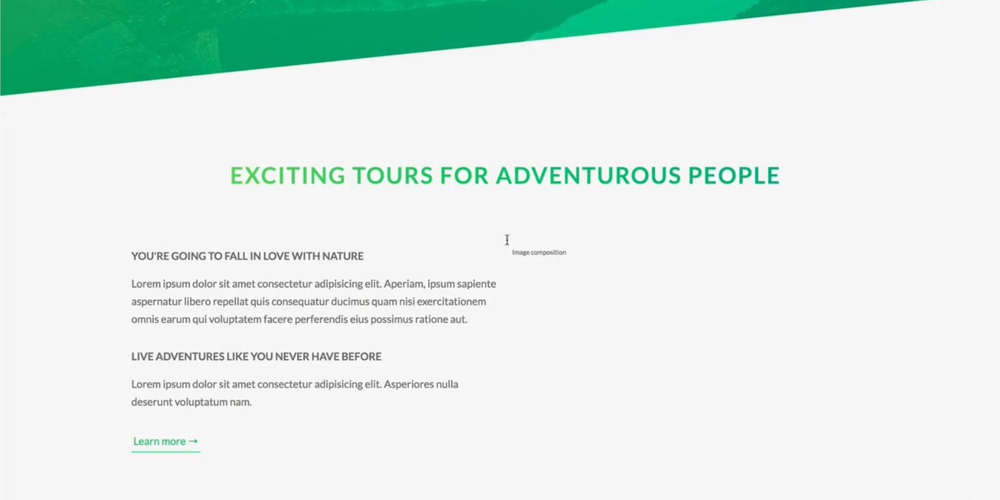 EXCITING TOURS FOR ADVENTUROUS PEOPLE
YOU'RE GOING TO FALL IN LOVE WITH NATURE
Lorem ipsum dolor sit amet consectetur adipisicing elit. Aperiam, ipsum sapiente
aspernatur libero repellat quis consequatur ducimus quam nisi exercitationem
omnis earum qui voluptatem facere perferendis eius possimus ratione aut.
LIVE ADVENTURES LIKE YOU NEVER HAVE BEFORE
Lorem ipsum dolor sit amet consectetur adipisicing elit. Asperiores nulla
deserunt voluptatum nam.
Learn more →
Image composition